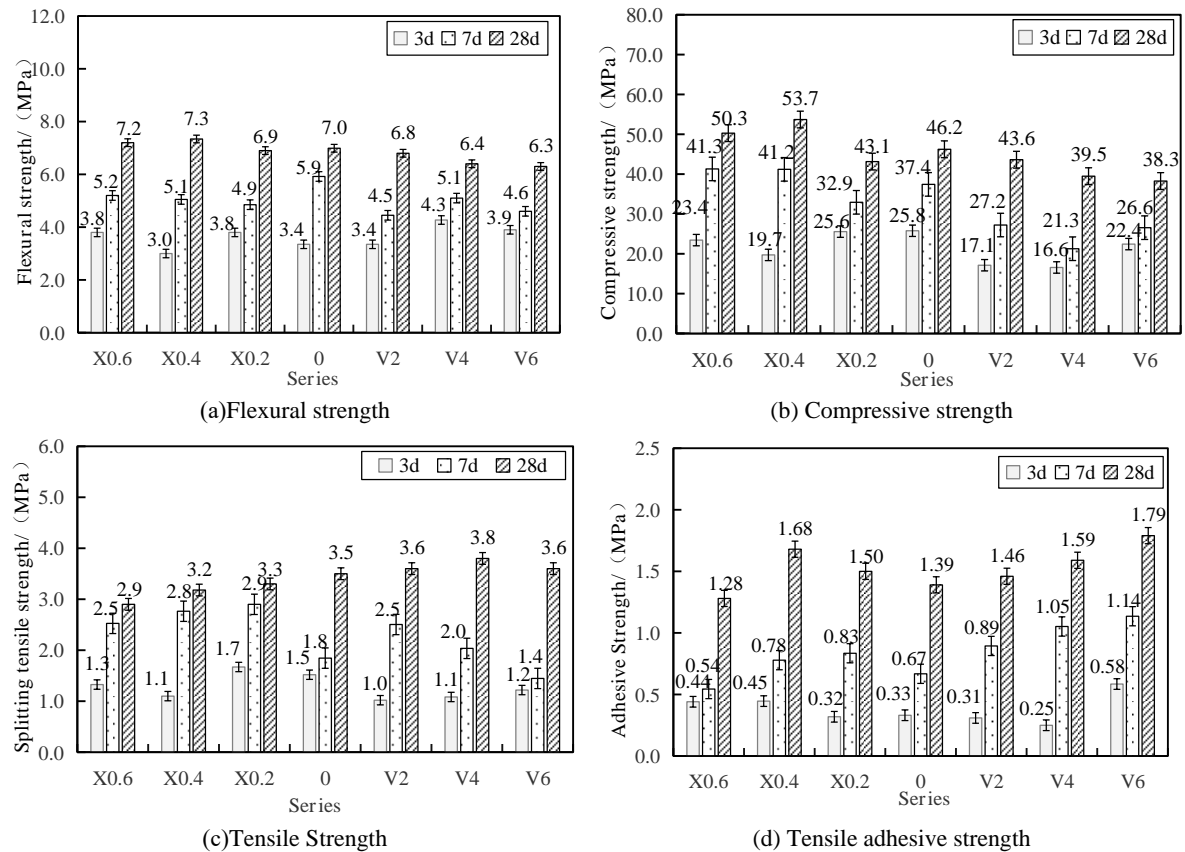 12.0
10.0
8.0
6.0
4.0
2.0
0.0
Flexural strength/（MPa）
3d 7d 28d
3.8 5.2 7.2
3.0 5.1 7.3
3.8 4.9 6.9
3.4 5.9 7.0
3.4 4.5 6.8
4.3 5.1 6.4
3.9 4.6 6.3
X0.6 X0.4 X0.2 0 V2 V4 V6
Series
(a)Flexural strength
80.0
70.0
60.0
50.0
40.0
30.0
20.0
10.0
0.0
Compressive strength/（MPa）
3d 7d 28d
23.4 41.3 50.3
19.7 41.2 53.7
25.6 32.9 43.1
25.8 37.4 46.2
17.1 27.2 43.6
16.6 21.3 39.5
22.4 26.6 38.3
X0.6 X0.4 X0.2 0 V2 V4 V6
Series
(b) Compressive strength
6.0
5.0
4.0
3.0
2.0
1.0
0.0
Splitting tensile strength/（MPa）
3d 7d 28d
1.3 2.5 2.9
1.1 2.8 3.2
1.7 2.9 3.3
1.5 1.8 3.5
1.0 2.5 3.6
1.1 2.0 3.8
1.2 1.4 3.6
X0.6 X0.4 X0.2 0 V2 V4 V6
Series
(c)Tensile Strength
2.5
2.0
1.5
1.0
0.5
0.0
Adhesive Strength/（MPa）
3d 7d 28d
0.44 0.54 1.28
0.45 0.78 1.68
0.32 0.83 1.50
0.33 0.67 1.39
0.31 0.89 1.46
0.25 1.05 1.59
0.58 1.14 1.79
X0.6 X0.4 X0.2 0 V2 V4 V6
Series
(d) Tensile adhesive strength